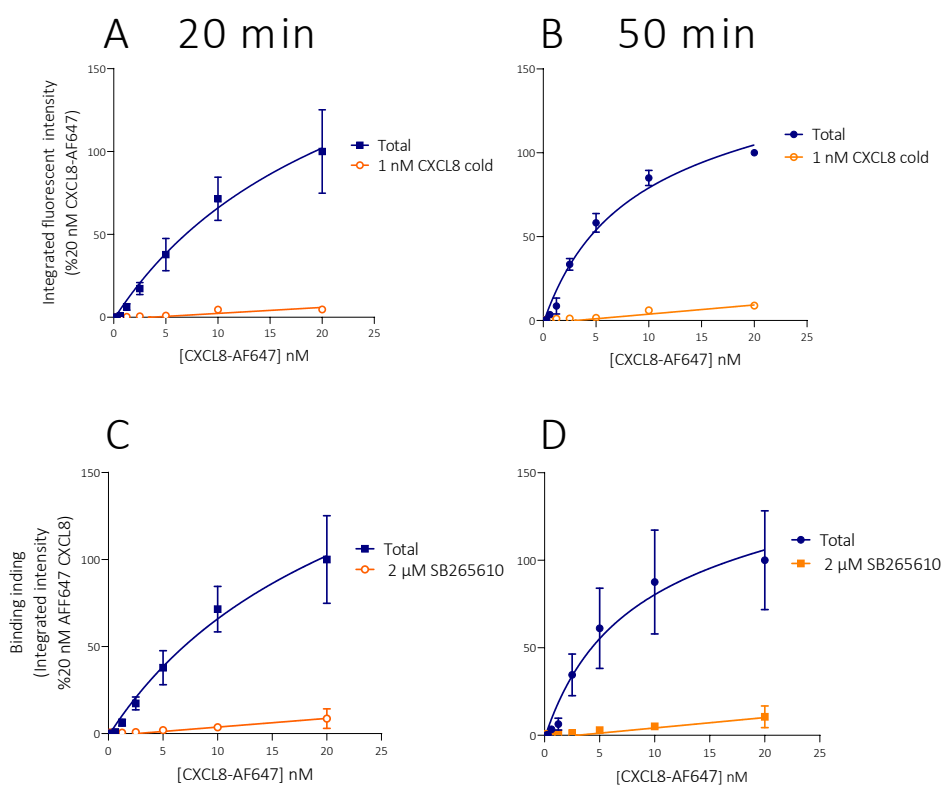 A 20 min
Integrated fluorescent intensity
(%20 nM CXCL8-AF647)
150
100
50
0
0 5 10 15 20 25
[CXCL8-AF647] nM
Total
1 nM CXCL8 cold
B 50 min
150
100
50
0
0 5 10 15 20 25
[CXCL8-AF647] nM
Total
1 nM CXCL8 cold
C
Binding inding
(Integrated intensity
%20 nM AFF647 CXCL8)
150
100
50
0
0 5 10 15 20 25
[CXCL8-AF647] nM
Total
2 µM SB265610
D
150
100
50
0
0 5 10 15 20 25
[CXCL8-AF647] nM
Total
2 µM SB265610